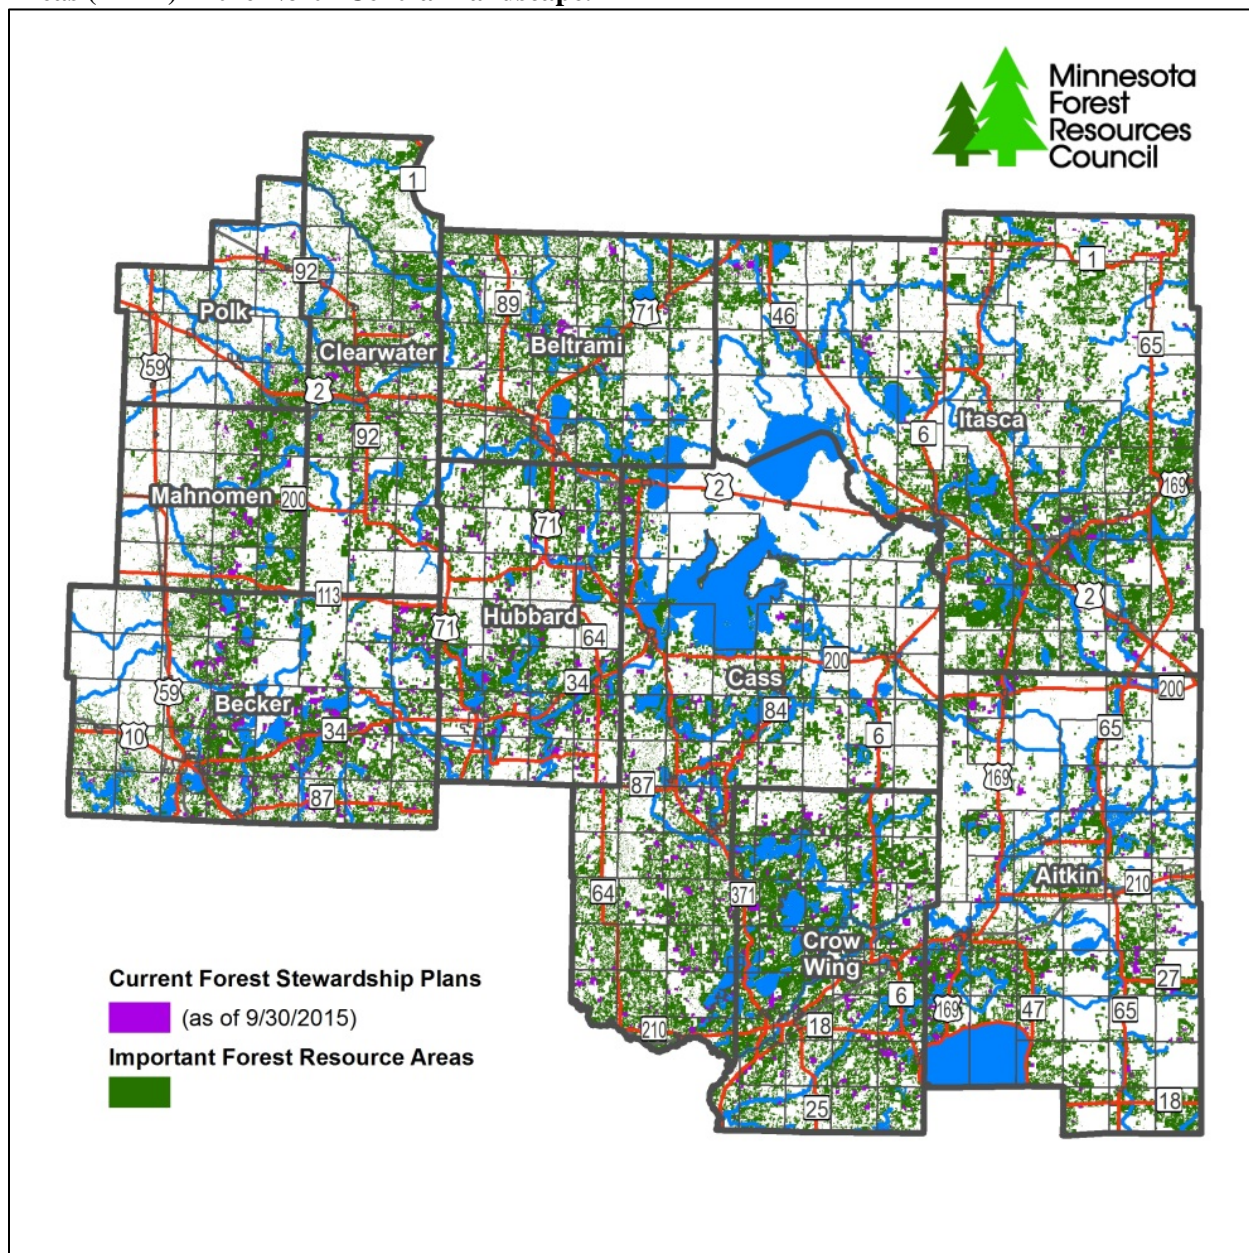 Minnesota
Forest
Resources
Council
1
92
89
71
46
1
Polk
Clearwater
Beltrami
65
59
2
92
6
Itasca
Mahnomen
200
71
2
169
113
71
Hubbard
64
2
59
34
Cass
200
200
Becker
10
34
84
6
65
87
87
169
64
371
Aitkin
210
Crow
Wing
27
6
169
47
65
210
18
25
18
Current Forest Stewardship Plans
(as of 9/30/2015)
Important Forest Resource Areas